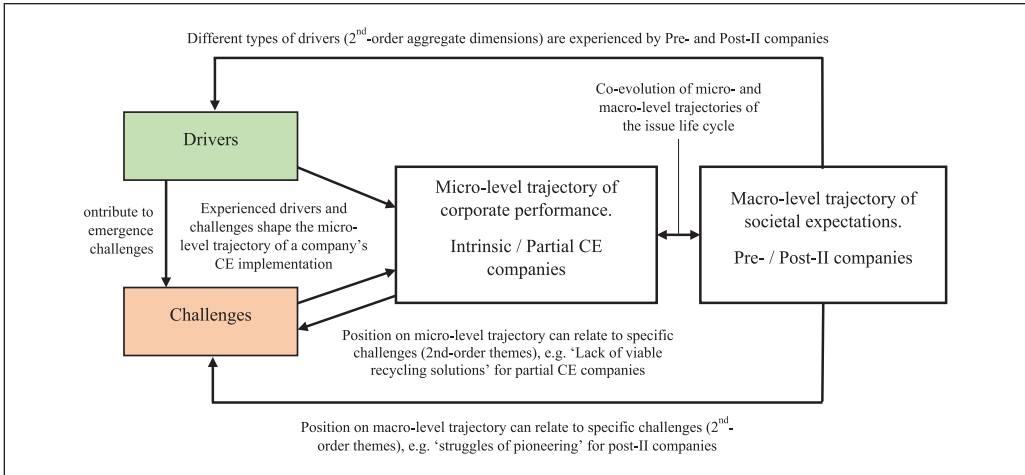 Different types of drivers (2nd-order aggregate dimensions) are experienced by Pre- and Post-II companies
Co-evolution of micro- and
macro-level trajectories of
the issue life cycle
Drivers
ontribute to
emergence
challenges
Experienced drivers and
challenges shape the micro-
level trajectory of a company's
CE implementation
Micro-level trajectory of
corporate performance.
Intrinsic / Partial CE
companies
Macro-level trajectory of
societal expectations.
Pre- / Post-II companies
Challenges
Position on micro-level trajectory can relate to specific
challenges (2nd-order themes), e.g. ‘Lack of viable
recycling solutions’ for partial CE companies
Position on macro-level trajectory can relate to specific challenges (2nd-
order themes), e.g. ‘struggles of pioneering’ for post-II companies